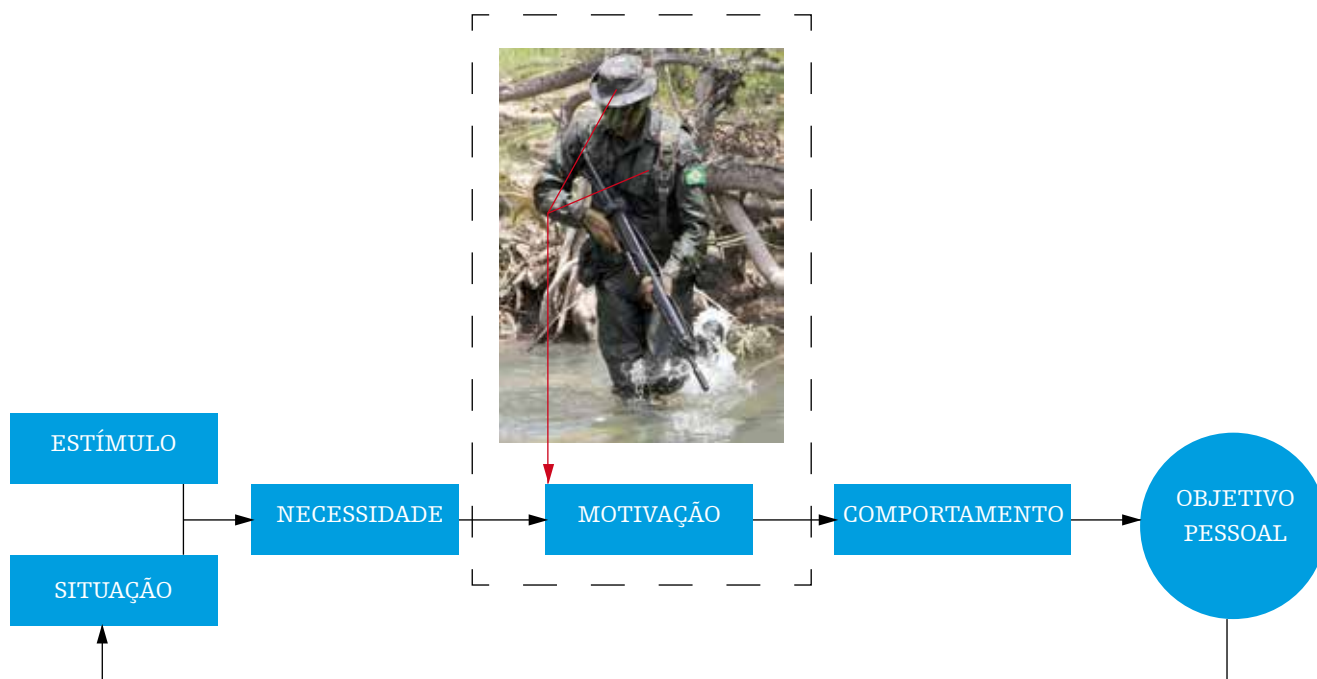 ESTÍMULO
NECESSIDADE
MOTIVAÇÃO
COMPORTAMENTO
OBJETIVO
PESSOAL
SITUAÇÃO